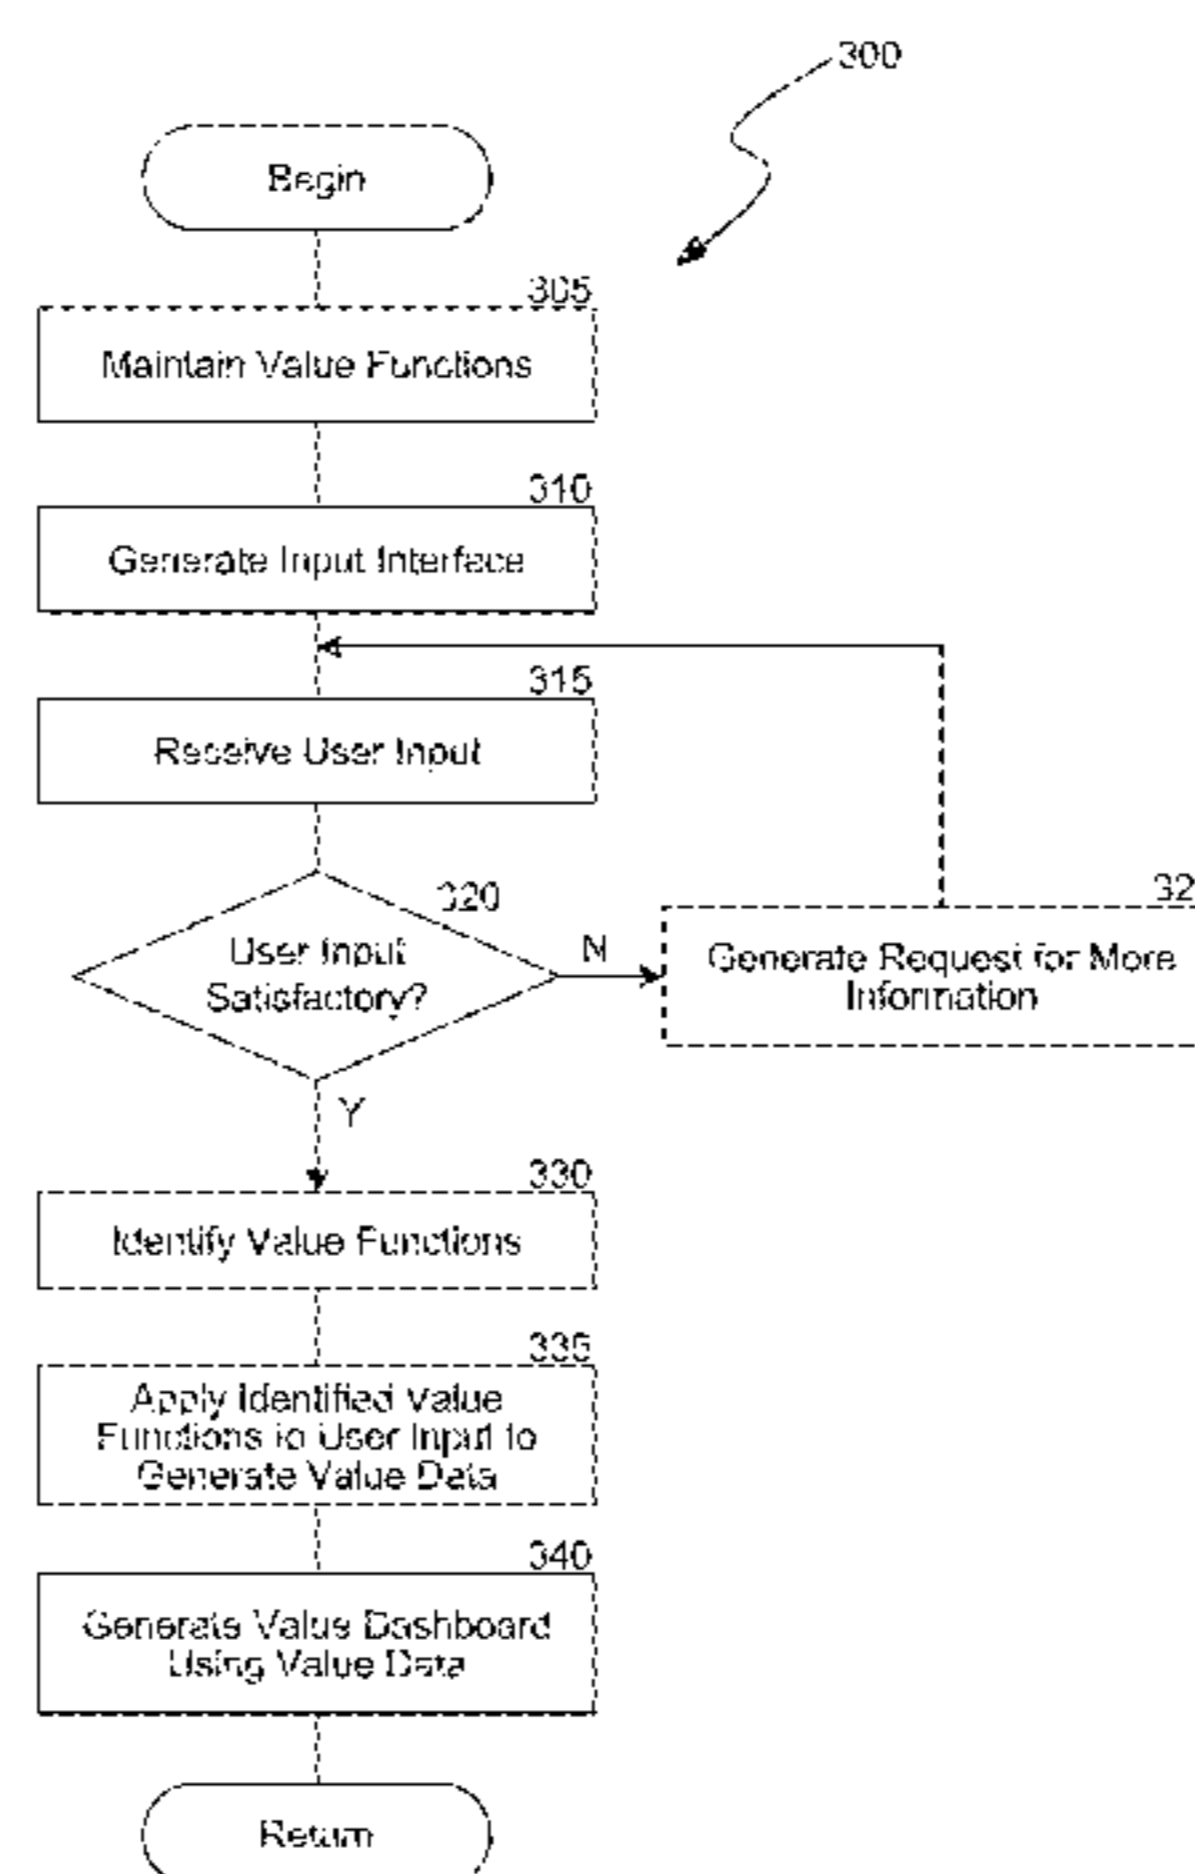 300
Begin
305
Maintain Value Functions
310
Generate Input Interface
315
Receive User Input
320
User Input
Satisfactory?
N
32
Generate Request for More
Information
Y
330
Identify Value Functions
335
Apply Identified Value
Functions to User Input to
Generate Value Data
340
Generate Value Dashboard
Using Value Data
Return